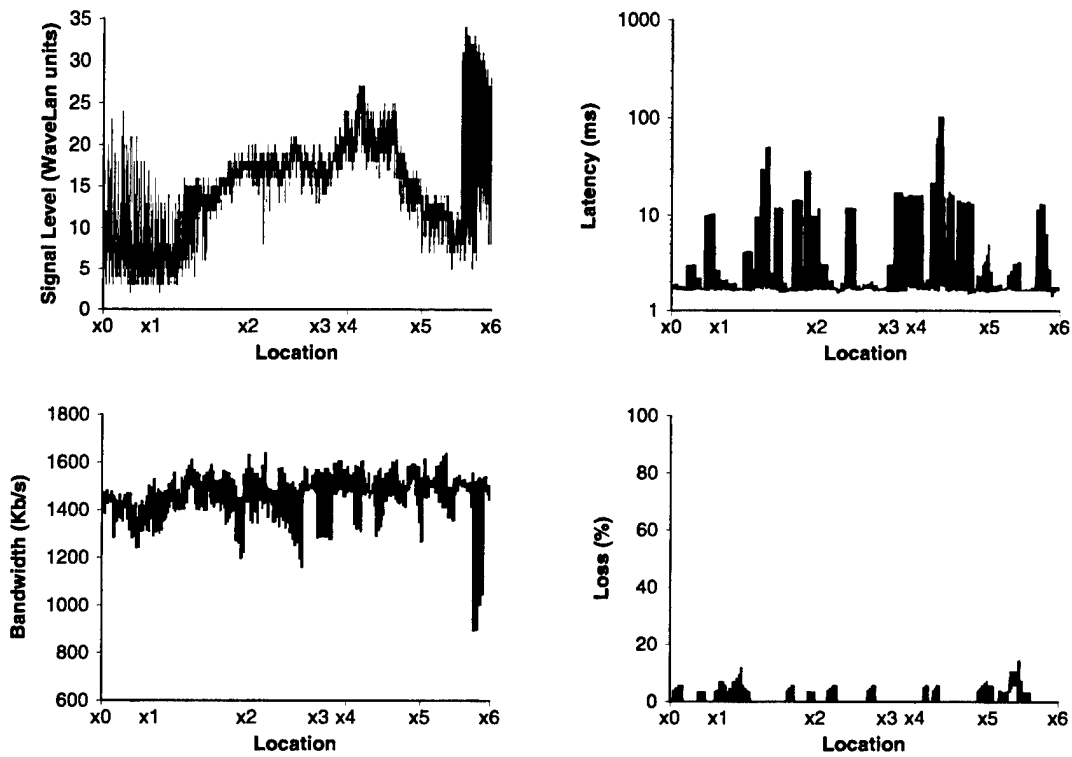 Signal Level (WaveLan units)
35
30
25
20
15
10
5
0
x0 x1 x2 x3 x4 x5 x6
Location
Latency (ms)
1000
100
10
1
x0 x1 x2 x3 x4 x5 x6
Location
Bandwidth (Kb/s)
1800
1600
1400
1200
1000
800
600
x0 x1 x2 x3 x4 x5 x6
Location
Loss (%)
100
80
60
40
20
0
x0 x1 x2 x3 x4 x5 x6
Location